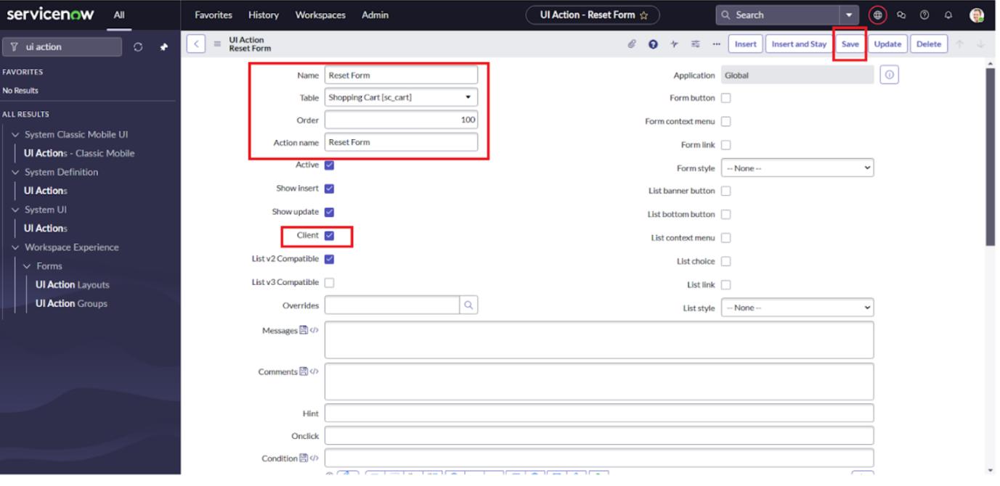 servicenow
All
Favorites History Workspaces Admin
UI Action - Reset Form
Search
ui action
FAVORITES
No Results
ALL RESULTS
System Classic Mobile UI
UI Actions - Classic Mobile
System Definition
UI Actions
System UI
UI Actions
Workspace Experience
Forms
UI Action Layouts
UI Action Groups
UI Action
Reset Form
Insert Insert and Stay Save Update Delete
Name Reset Form
Table Shopping Cart [sc_cart]
Order 100
Action name Reset Form
Active
Show insert
Show update
Client
List v2 Compatible
List v3 Compatible
Overrides
Application Global
Form button
Form context menu
Form link
Form style -- None --
List banner button
List bottom button
List context menu
List choice
List link
List style -- None --
Messages
Comments
Hint
Onclick
Condition